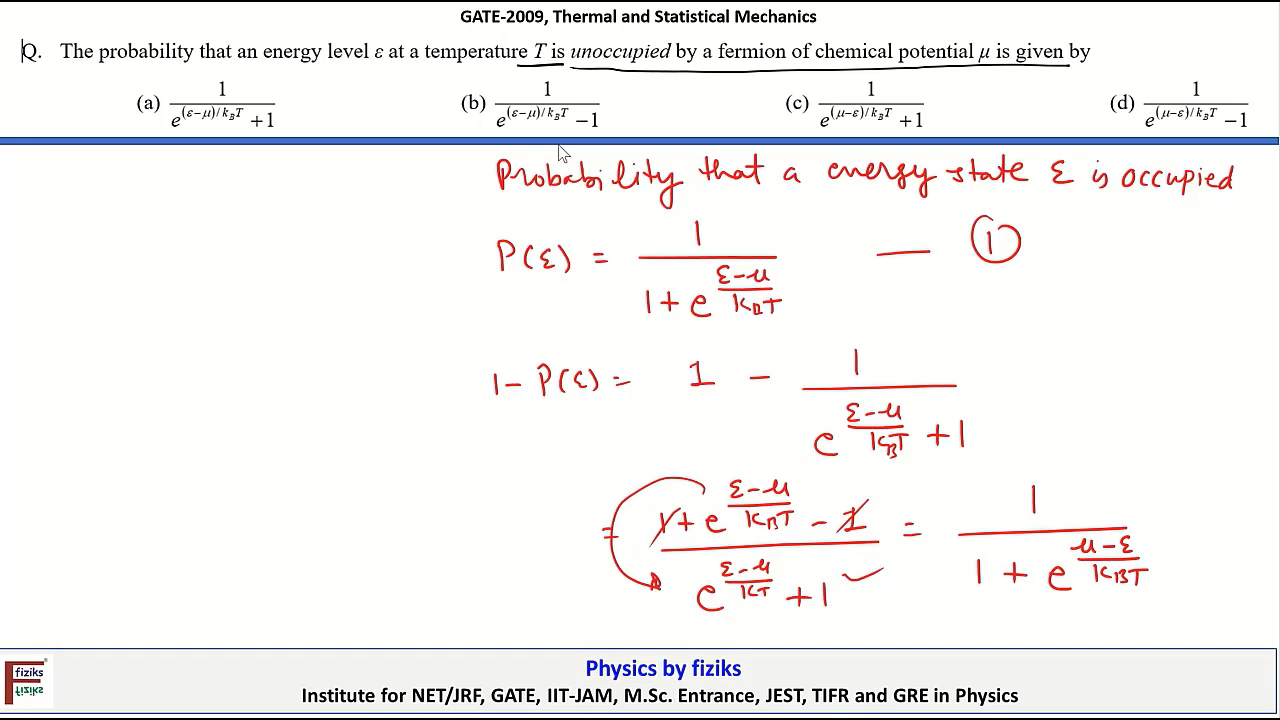 GATE-2009, Thermal and Statistical Mechanics
Q. The probability that an energy level ε at a temperature T is unoccupied by a fermion of chemical potential μ is given by
(a) 1/(e^((ε−μ)/k_BT) +1) (b) 1/(e^((ε−μ)/k_BT) −1) (c) 1/(e^((μ−ε)/k_BT) +1) (d) 1/(e^((μ−ε)/k_BT) −1)
Probability that a energy state ε is occupied
P(ε) = 1/(1 + e^((ε−μ)/(K_BT))) — ①
1 − P(ε) = 1 − 1/(e^((ε−μ)/(K_BT)) + 1)
= (1 + e^((ε−μ)/(K_BT)) − 1)/(e^((ε−μ)/(KT)) + 1) = 1/(1 + e^((μ−ε)/(K_BT)))
fiziks
fiziks
Physics by fiziks
Institute for NET/JRF, GATE, IIT-JAM, M.Sc. Entrance, JEST, TIFR and GRE in Physics